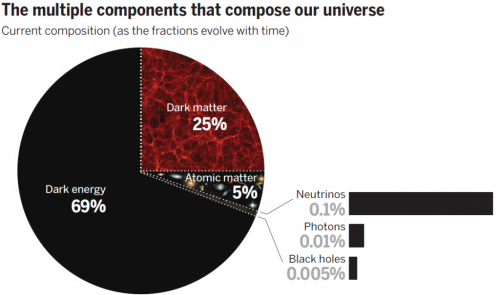 The multiple components that compose our universe
Current composition (as the fractions evolve with time)
Dark matter
25%
Atomic matter
5%
Dark energy
69%
Neutrinos
0.1%
Photons
0.01%
Black holes
0.005%